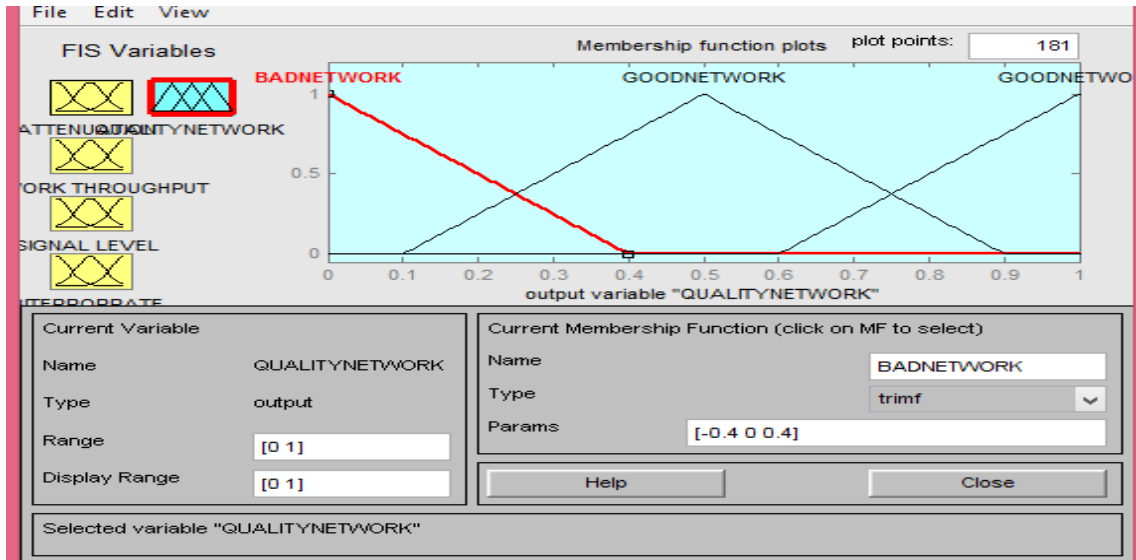 File Edit View
FIS Variables
Membership function plots
plot points:
181
BADNETWORK
GOODNETWORK
GOODNETWO
ATTENUATION
QUALITYNETWORK
ORK THROUGHPUT
SIGNAL LEVEL
1
0.5
0
0 0.1 0.2 0.3 0.4 0.5 0.6 0.7 0.8 0.9 1
output variable "QUALITYNETWORK"
Current Variable
Name QUALITYNETWORK
Type output
Range [0 1]
Display Range [0 1]
Current Membership Function (click on MF to select)
Name BADNETWORK
Type trimf
Params [-0.4 0 0.4]
Help
Close
Selected variable "QUALITYNETWORK"